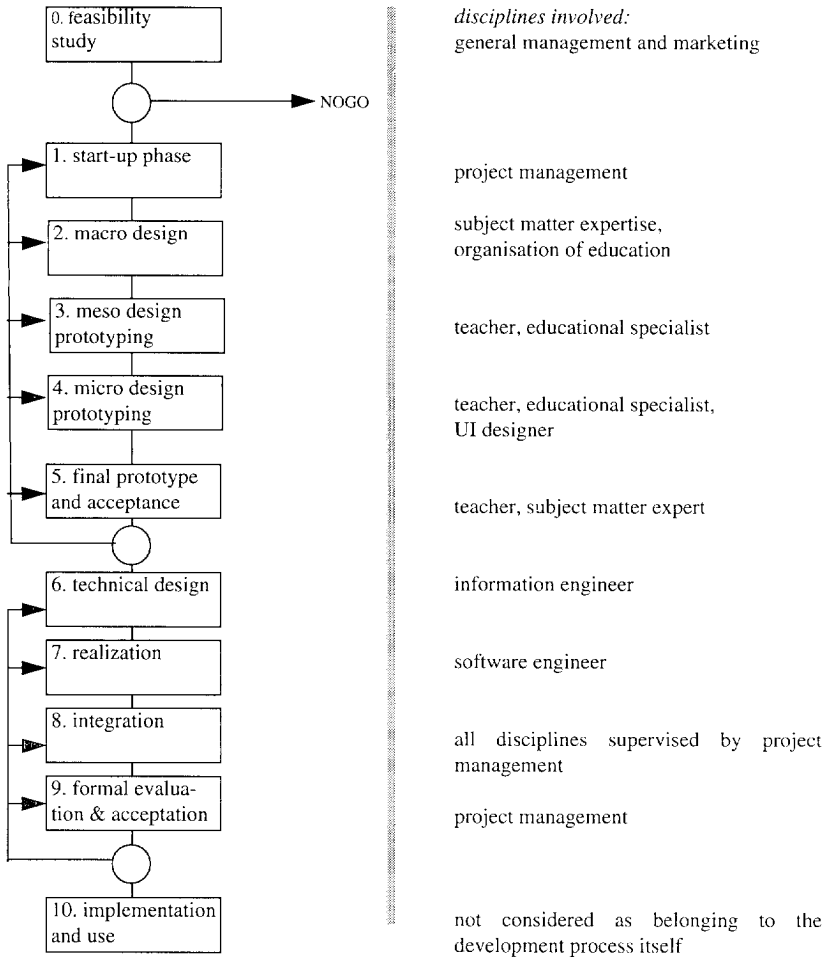 0. feasibility
study
disciplines involved:
general management and marketing
NOGO
1. start-up phase
project management
2. macro design
subject matter expertise,
organisation of education
3. meso design
prototyping
teacher, educational specialist
4. micro design
prototyping
teacher, educational specialist,
UI designer
5. final prototype
and acceptance
teacher, subject matter expert
6. technical design
information engineer
7. realization
software engineer
8. integration
all disciplines supervised by project
management
9. formal evalua-
tion & acceptation
project management
10. implementation
and use
not considered as belonging to the
development process itself